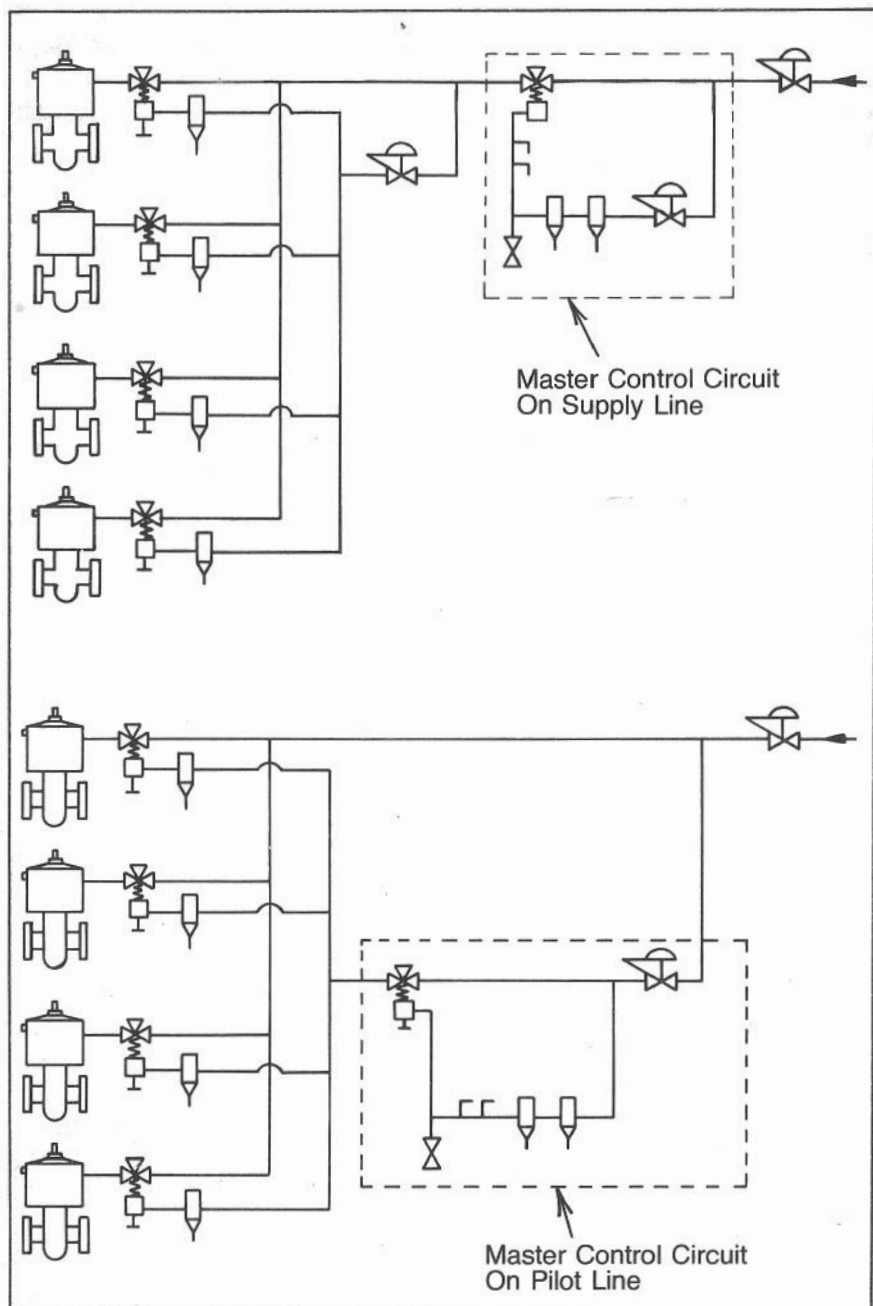 Master Control Circuit
On Supply Line
Master Control Circuit
On Pilot Line